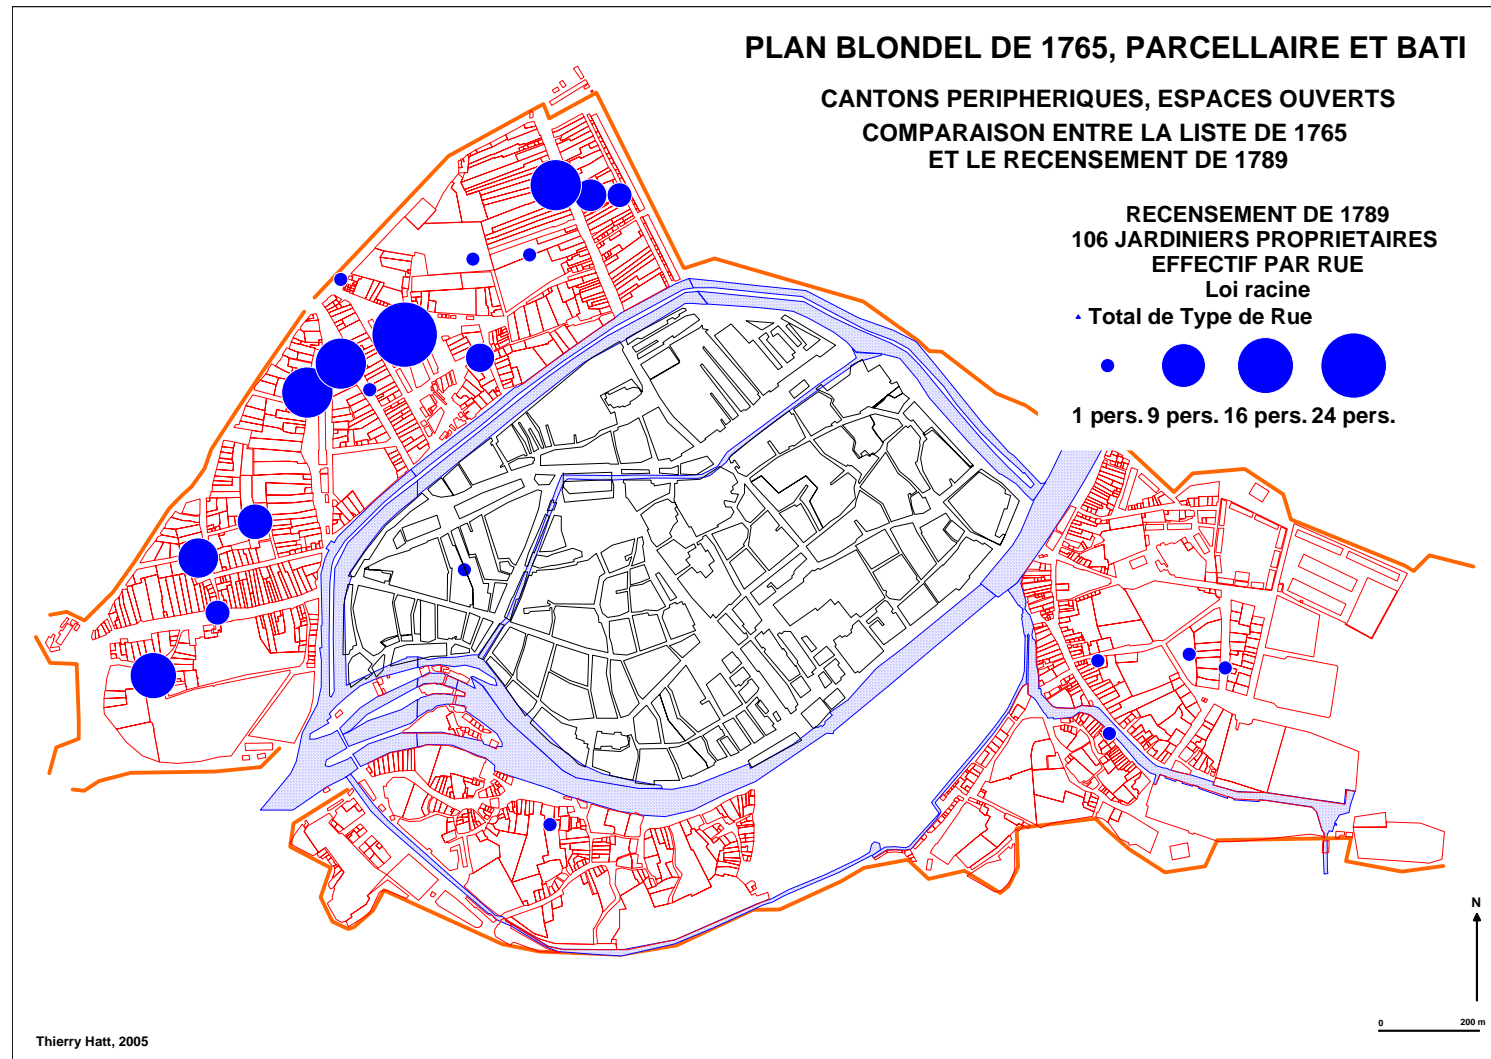 PLAN BLONDEL DE 1765, PARCELLAIRE ET BATI
CANTONS PERIPHERIQUES, ESPACES OUVERTS
COMPARAISON ENTRE LA LISTE DE 1765
ET LE RECENSEMENT DE 1789
RECENSEMENT DE 1789
106 JARDINIERS PROPRIETAIRES
EFFECTIF PAR RUE
Loi racine
Total de Type de Rue
1 pers. 9 pers. 16 pers. 24 pers.
N
0 200 m
Thierry Hatt, 2005